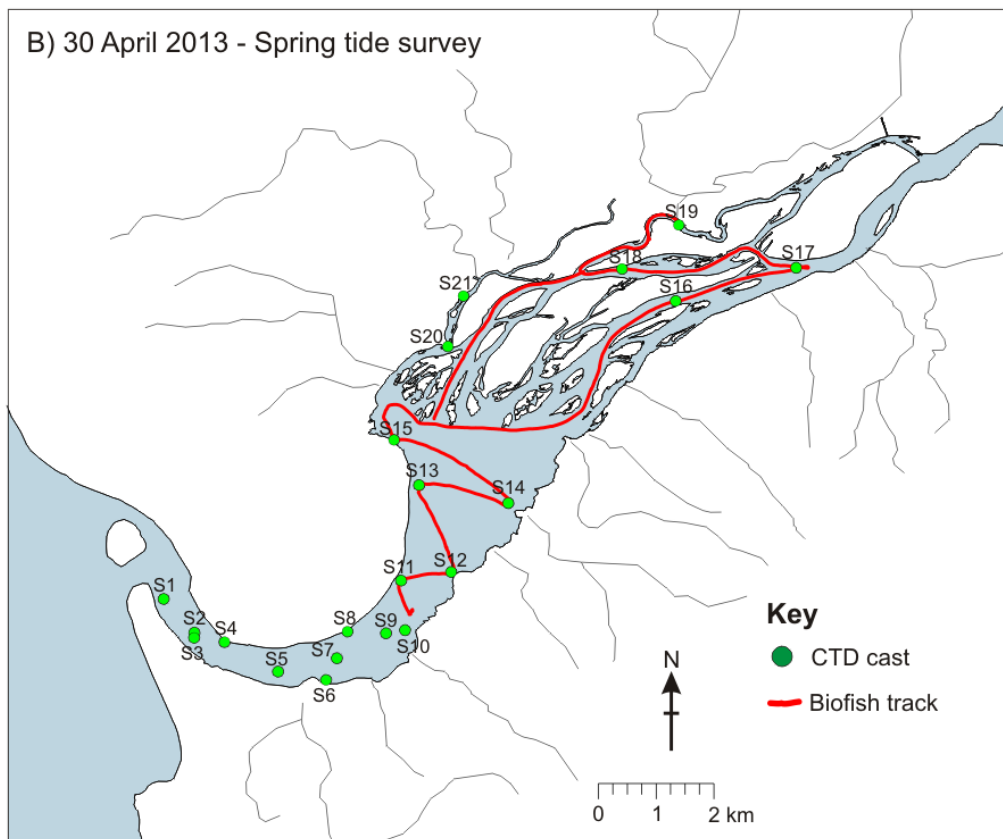 B) 30 April 2013 - Spring tide survey
S19
S18
S17
S21
S16
S20
S15
S13
S14
S12
S11
S1
S2
S8
S9
S3
S4
S10
S7
S5
S6
Key
CTD cast
N
Biofish track
0 1 2 km